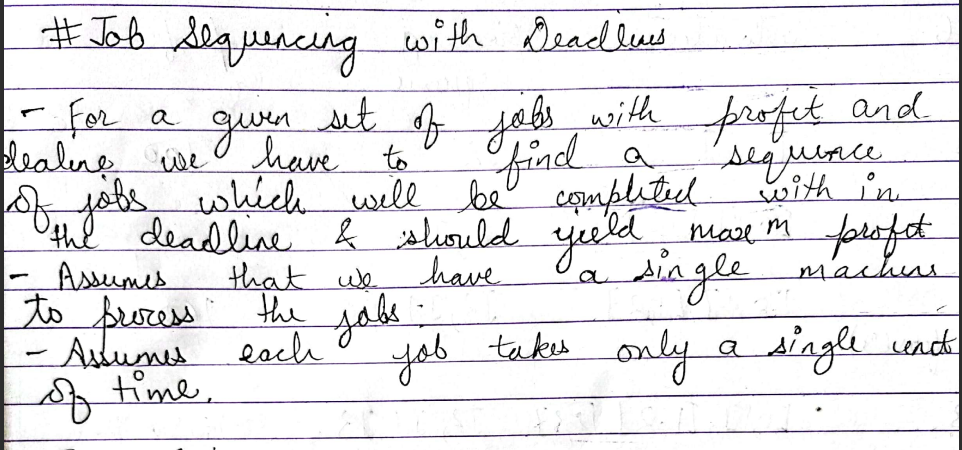 # Job Sequencing with Deadlines
- For a given set of jobs with profit and
dealine we have to find a sequence
of jobs which will be completed with in
the deadline & should yield maxm profit
- Assumes that we have a single machine
to process the jobs.
- Assumes each job takes only a single unit
of time.